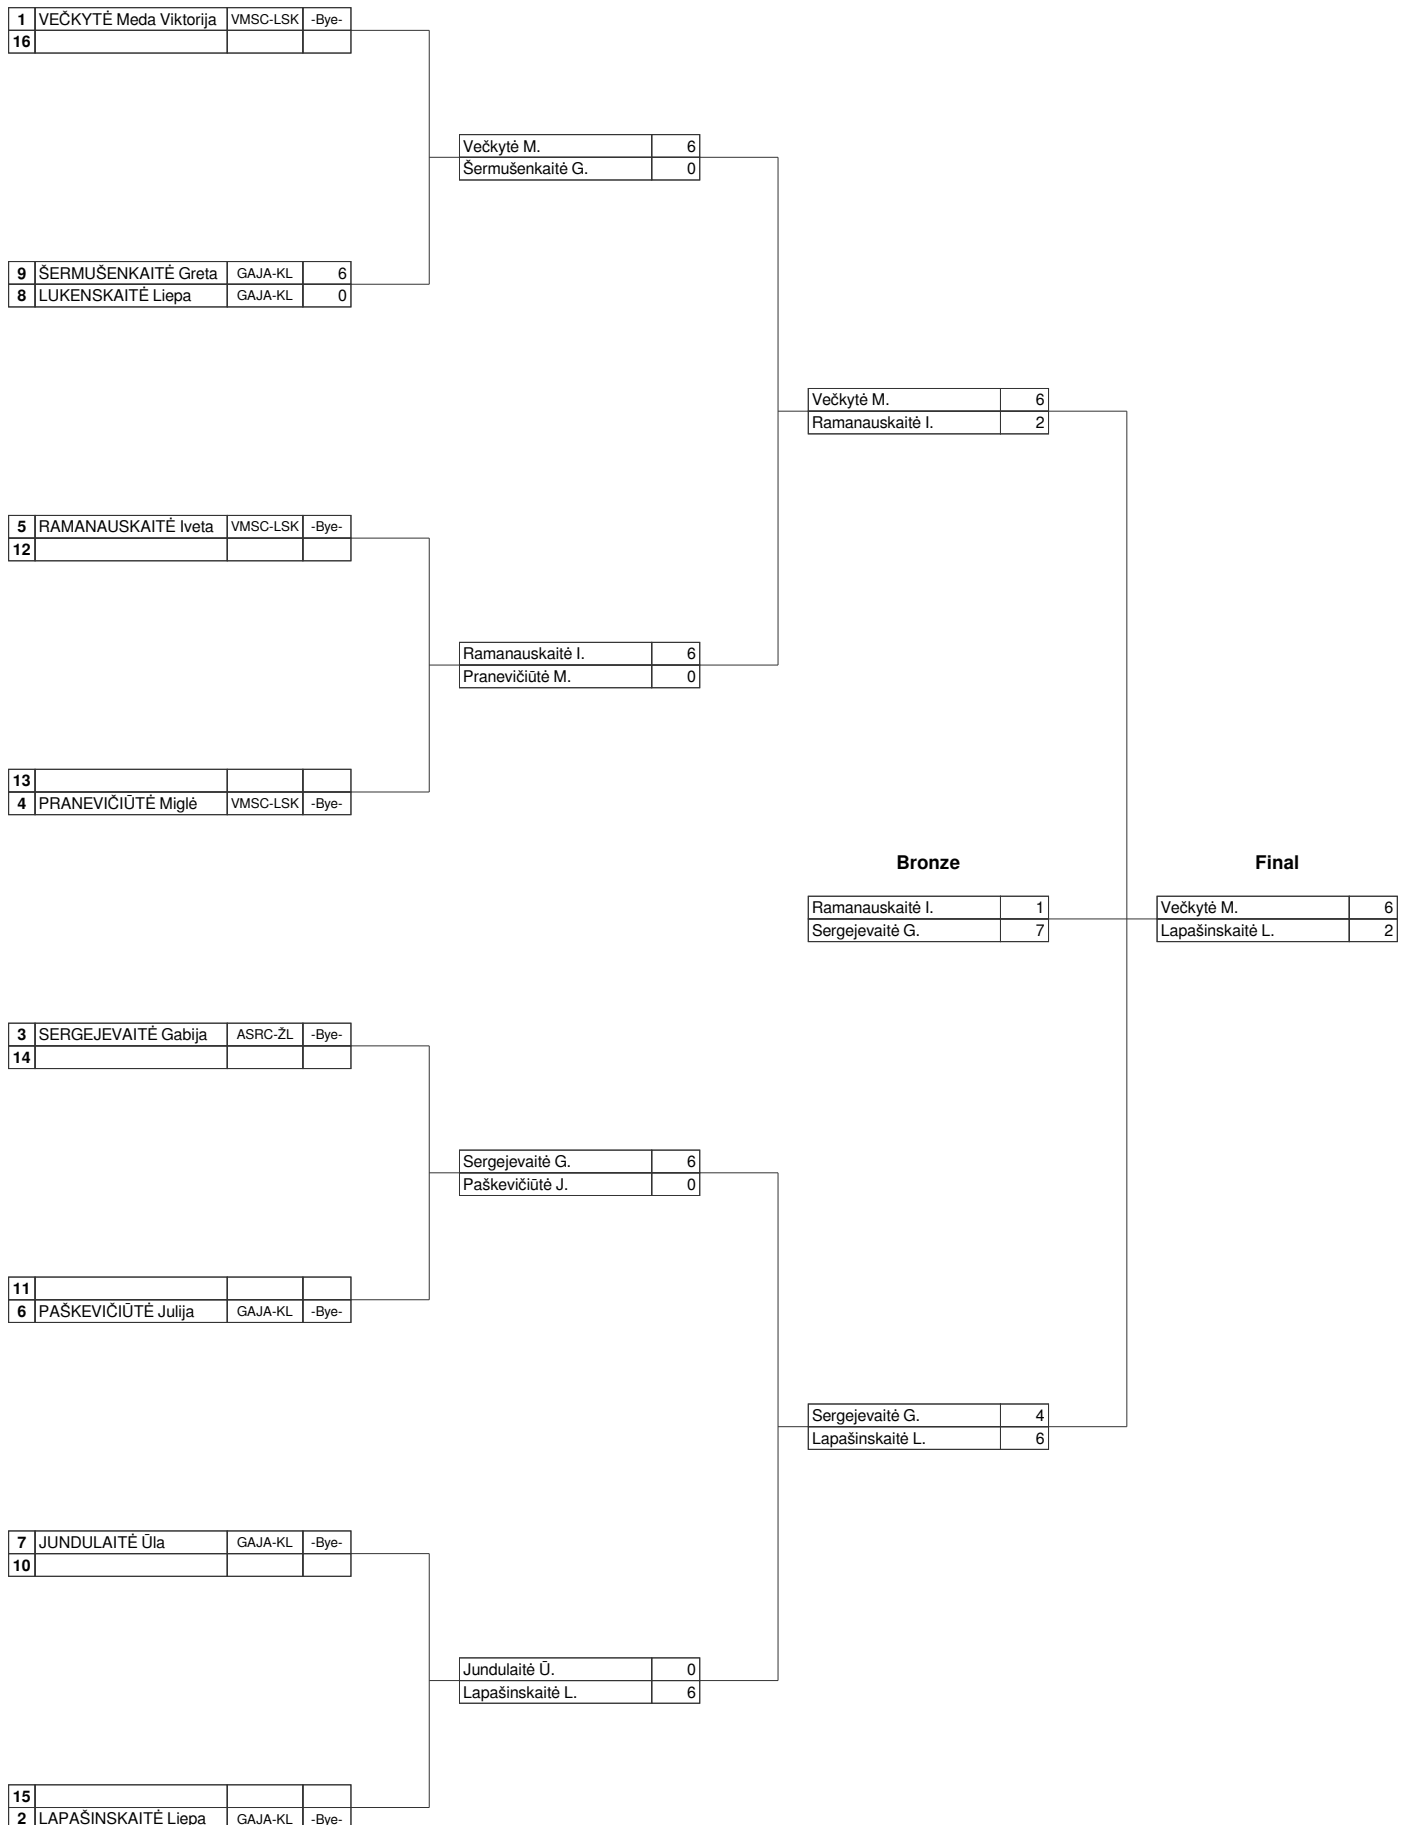 1 VEČKYTĖ Meda Viktorija VMSC-LSK -Bye-
16
Večkytė M. 6
Šermušenkaitė G. 0
9 ŠERMUŠENKAITĖ Greta GAJA-KL 6
8 LUKENSKAITĖ Liepa GAJA-KL 0
Večkytė M. 6
Ramanauskaitė I. 2
5 RAMANAUSKAITĖ Iveta VMSC-LSK -Bye-
12
Ramanauskaitė I. 6
Pranevičiūtė M. 0
13
4 PRANEVIČIŪTĖ Miglė VMSC-LSK -Bye-
Bronze Final
Ramanauskaitė I. 1 Večkytė M. 6
Sergejevaitė G. 7 Lapašinskaitė L. 2
3 SERGEJEVAITĖ Gabija ASRC-ŽL -Bye-
14
Sergejevaitė G. 6
Paškevičiūtė J. 0
11
6 PAŠKEVIČIŪTĖ Julija GAJA-KL -Bye-
Sergejevaitė G. 4
Lapašinskaitė L. 6
7 JUNDULAITĖ Ūla GAJA-KL -Bye-
10
Jundulaitė Ū. 0
Lapašinskaitė L. 6
15
2 LAPAŠINSKAITĖ Liepa GAJA-KL -Bye-